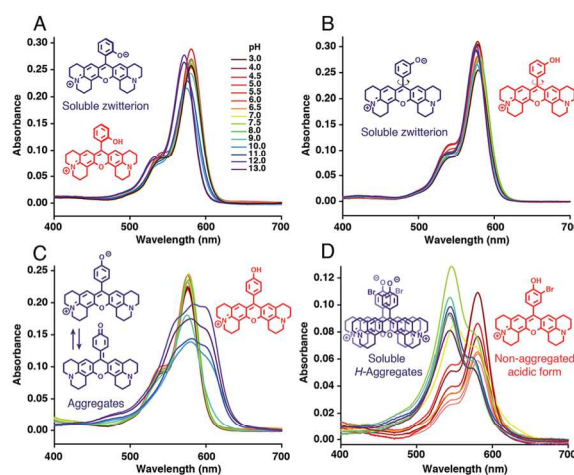 A
Soluble zwitterion
pH
3.0
4.0
4.5
5.0
5.5
6.0
6.5
7.0
7.5
8.0
9.0
10.0
11.0
12.0
13.0
OH
O
N
O
N
0.30
0.25
0.20
0.15
0.10
0.05
0.00
Absorbance
400 500 600 700
Wavelength (nm)
B
Soluble zwitterion
OH
O
N
O
N
0.30
0.25
0.20
0.15
0.10
0.05
0.00
Absorbance
400 500 600 700
Wavelength (nm)
C
Aggregates
OH
O
N
O
N
0.25
0.20
0.15
0.10
0.05
0.00
Absorbance
400 500 600 700
Wavelength (nm)
D
Br
Br
OH
Br
Soluble
H-Aggregates
Non-aggregated
acidic form
0.12
0.10
0.08
0.06
0.04
0.02
0.00
Absorbance
400 500 600 700
Wavelength (nm)